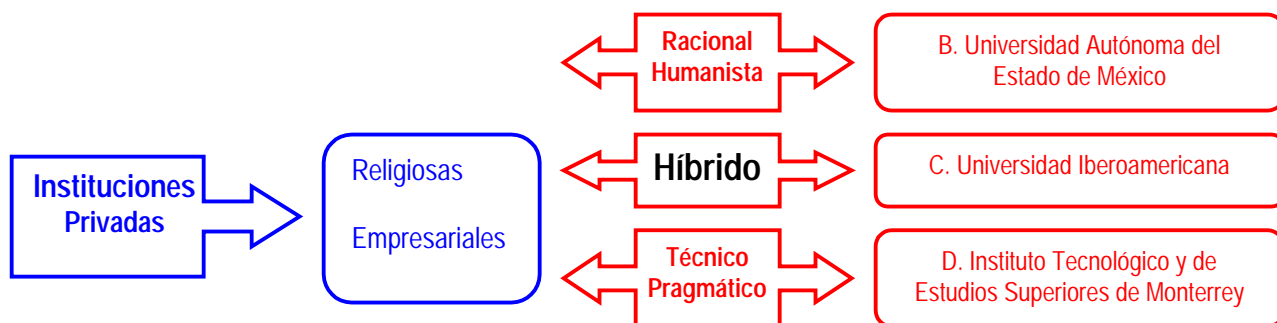 Instituciones
Privadas
Religiosas
Empresariales
Racional
Humanista
B. Universidad Autónoma del
Estado de México
Híbrido
C. Universidad Iberoamericana
Técnico
Pragmático
D. Instituto Tecnológico y de
Estudios Superiores de Monterrey